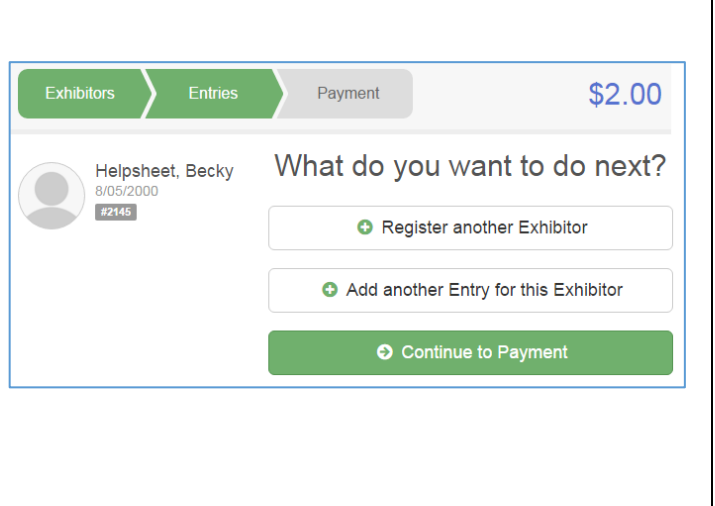 Exhibitors Entries Payment $2.00
Helpsheet, Becky
8/05/2000
#2145
What do you want to do next?
Register another Exhibitor
Add another Entry for this Exhibitor
Continue to Payment